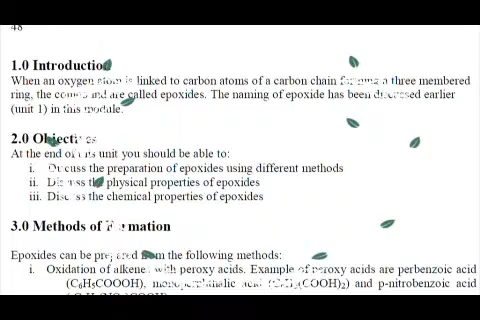 48
1.0 Introduction
When an oxygen atom is linked to carbon atoms of a carbon chain forming a three membered
ring, the compound are called epoxides. The naming of epoxide has been discussed earlier
(unit 1) in this module.
2.0 Objectives
At the end of this unit you should be able to:
i. Discuss the preparation of epoxides using different methods
ii. Discuss the physical properties of epoxides
iii. Discuss the chemical properties of epoxides
3.0 Methods of Formation
Epoxides can be prepared from the following methods:
i. Oxidation of alkenes with peroxy acids. Example of peroxy acids are perbenzoic acid
(C₆H₅COOOH), acid and p-nitrobenzoic acid